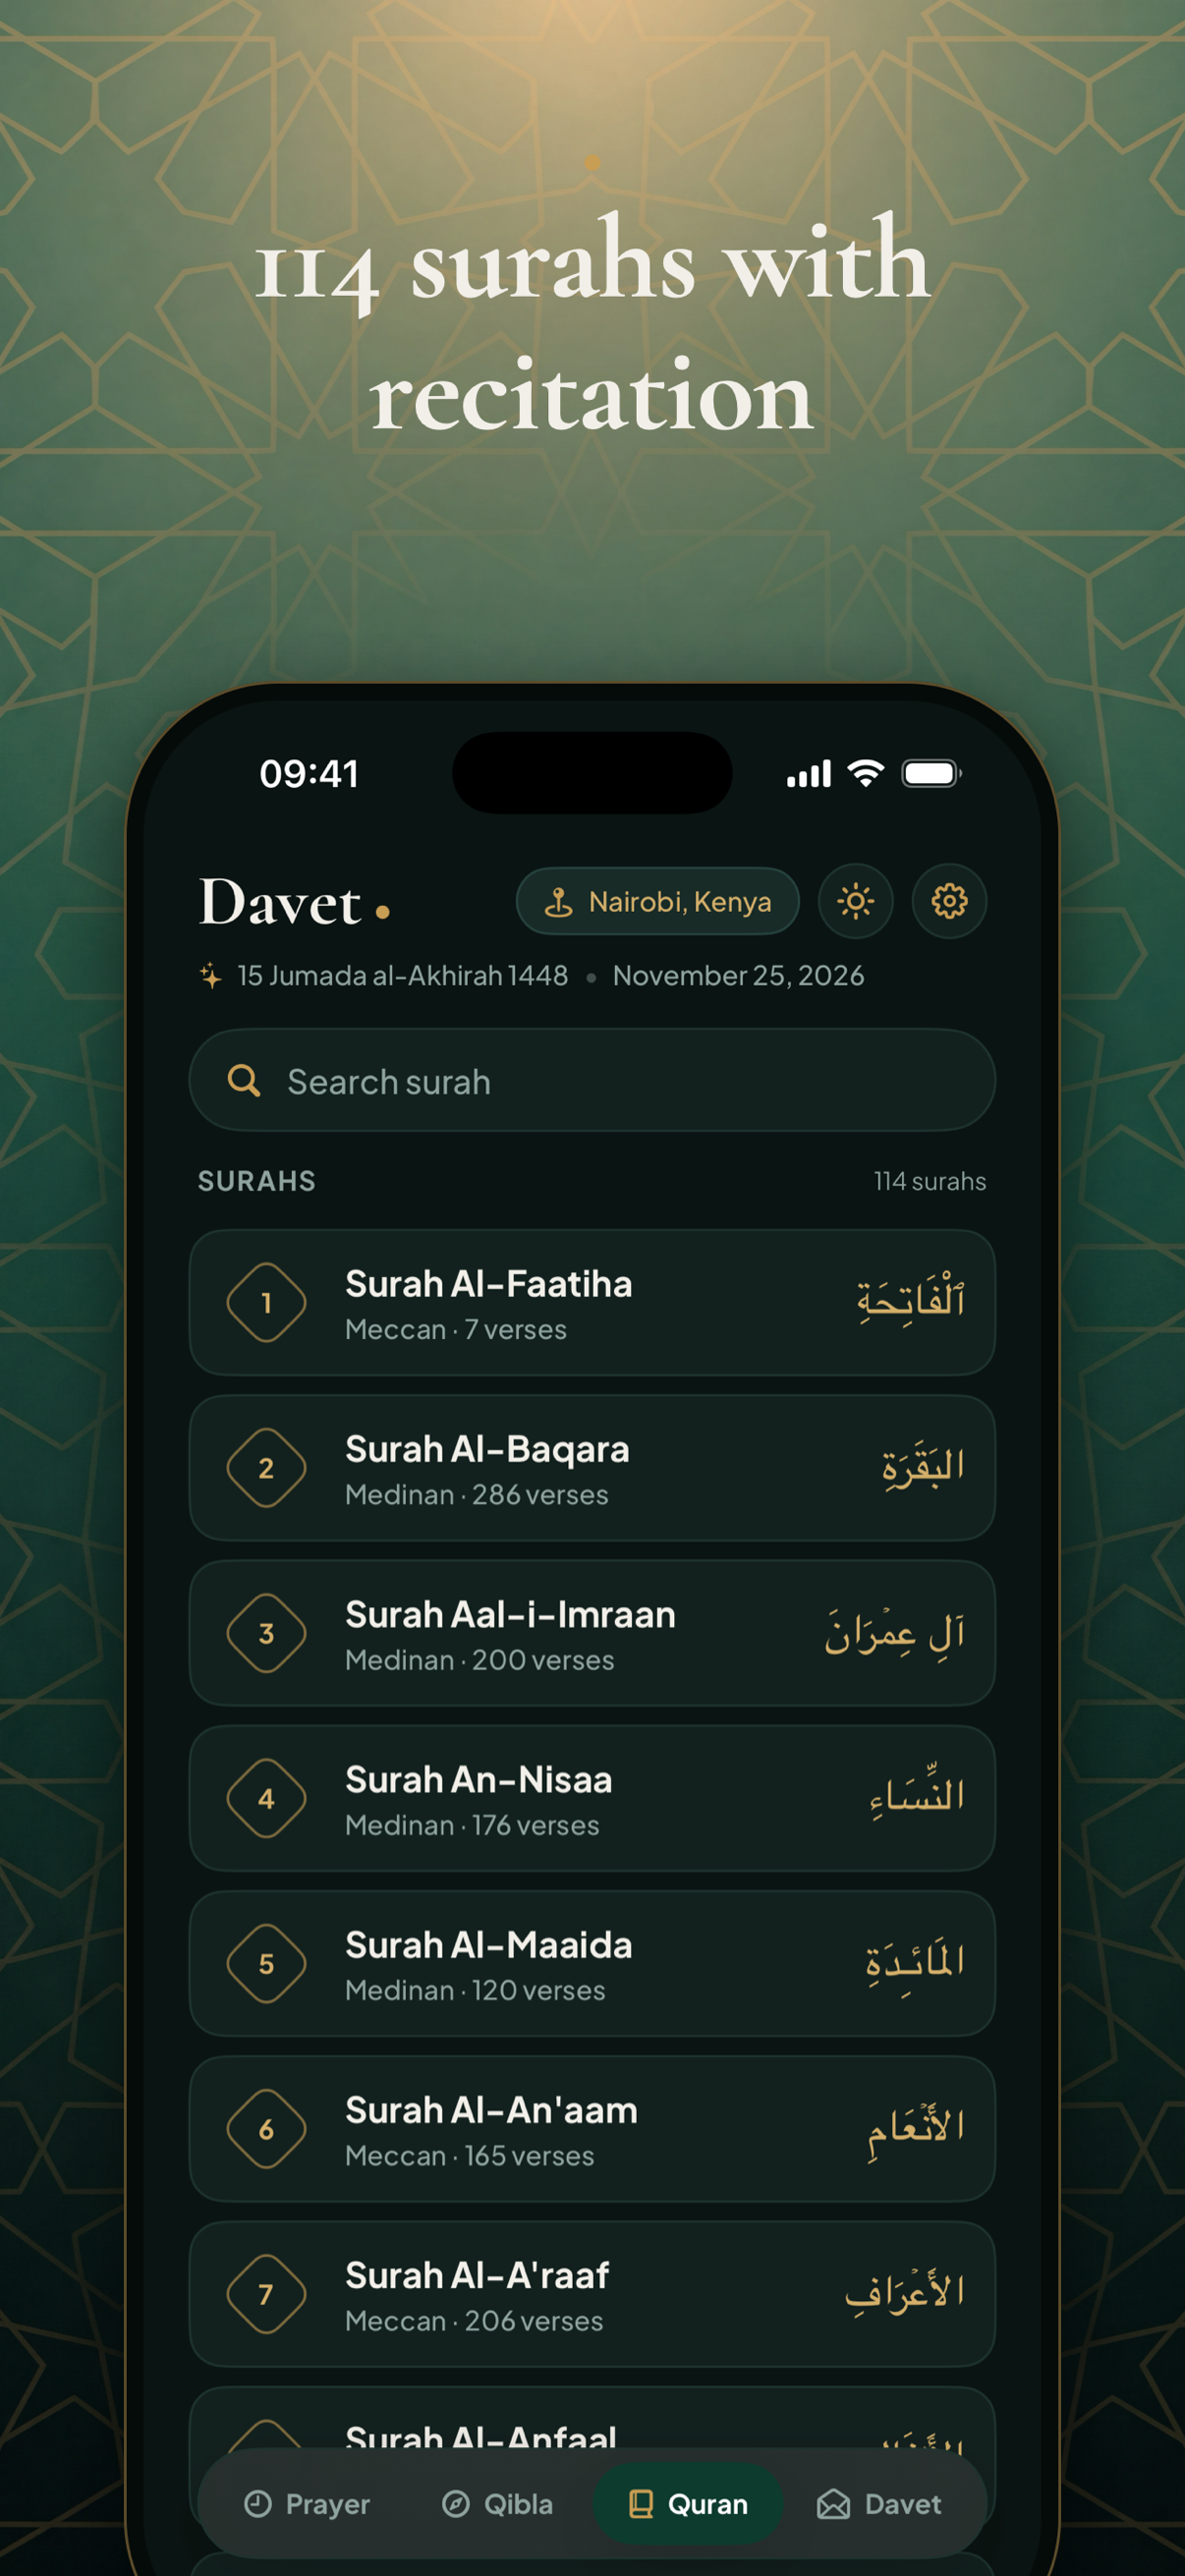 114 surahs with
recitation
09:41
Davet
Nairobi, Kenya
15 Jumada al-Akhirah 1448 • November 25, 2026
Search surah
SURAHS
114 surahs
1
Surah Al-Faatiha
Meccan · 7 verses
ٱلْفَاتِحَةِ
2
Surah Al-Baqara
Medinan · 286 verses
البَقَرَةِ
3
Surah Aal-i-Imraan
Medinan · 200 verses
آلِ عِمۡرَانَ
4
Surah An-Nisaa
Medinan · 176 verses
النِّسَاءِ
5
Surah Al-Maaida
Medinan · 120 verses
المَائـِدَةِ
6
Surah Al-An'aam
Meccan · 165 verses
الأَنۡعَامِ
7
Surah Al-A'raaf
Meccan · 206 verses
الأَعۡرَافِ
Surah Al-Anfaal
Prayer
Qibla
Quran
Davet